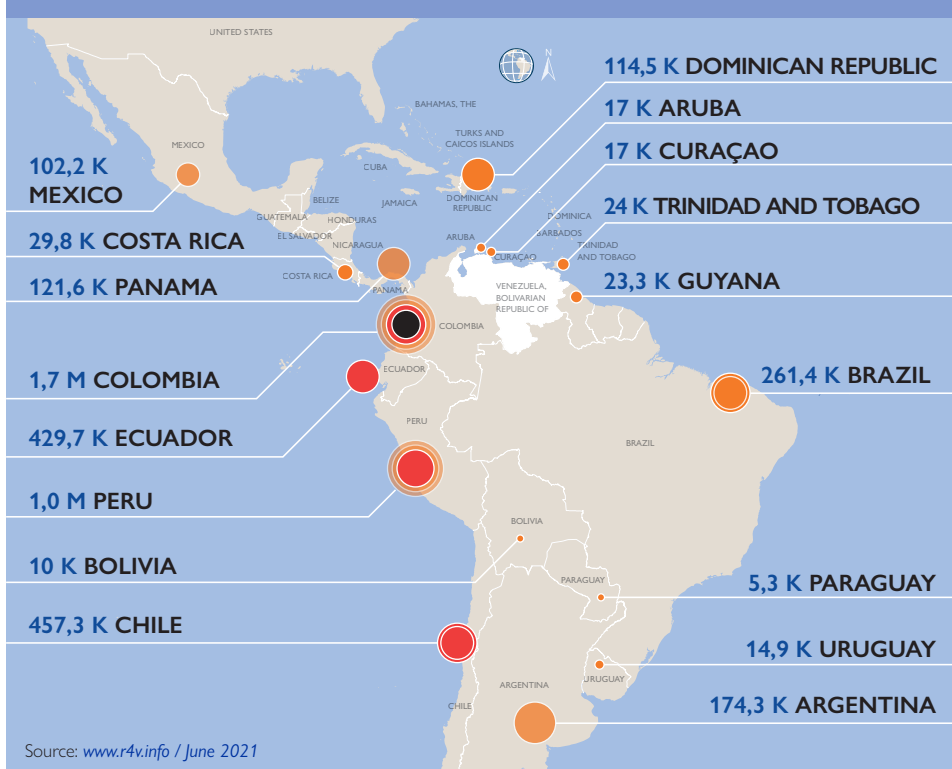 UNITED STATES
N
114,5 K DOMINICAN REPUBLIC
BAHAMAS, THE
17 K ARUBA
TURKS AND
CAICOS ISLANDS
MEXICO
17 K CURAÇAO
102,2 K
MEXICO
CUBA
DOMINICAN
REPUBLIC
BELIZE
JAMAICA
24 K TRINIDAD AND TOBAGO
GUATEMALA
HONDURAS
DOMINICA
EL SALVADOR
BARBADOS
29,8 K COSTA RICA
NICARAGUA
ARUBA
CURAÇAO
TRINIDAD
AND TOBAGO
COSTA RICA
121,6 K PANAMA
PANAMA
VENEZUELA,
BOLIVARIAN
REPUBLIC OF
23,3 K GUYANA
COLOMBIA
1,7 M COLOMBIA
ECUADOR
261,4 K BRAZIL
429,7 K ECUADOR
PERU
BRAZIL
1,0 M PERU
BOLIVIA
10 K BOLIVIA
PARAGUAY
5,3 K PARAGUAY
457,3 K CHILE
14,9 K URUGUAY
URUGUAY
ARGENTINA
CHILE
174,3 K ARGENTINA
Source: www.r4v.info / June 2021